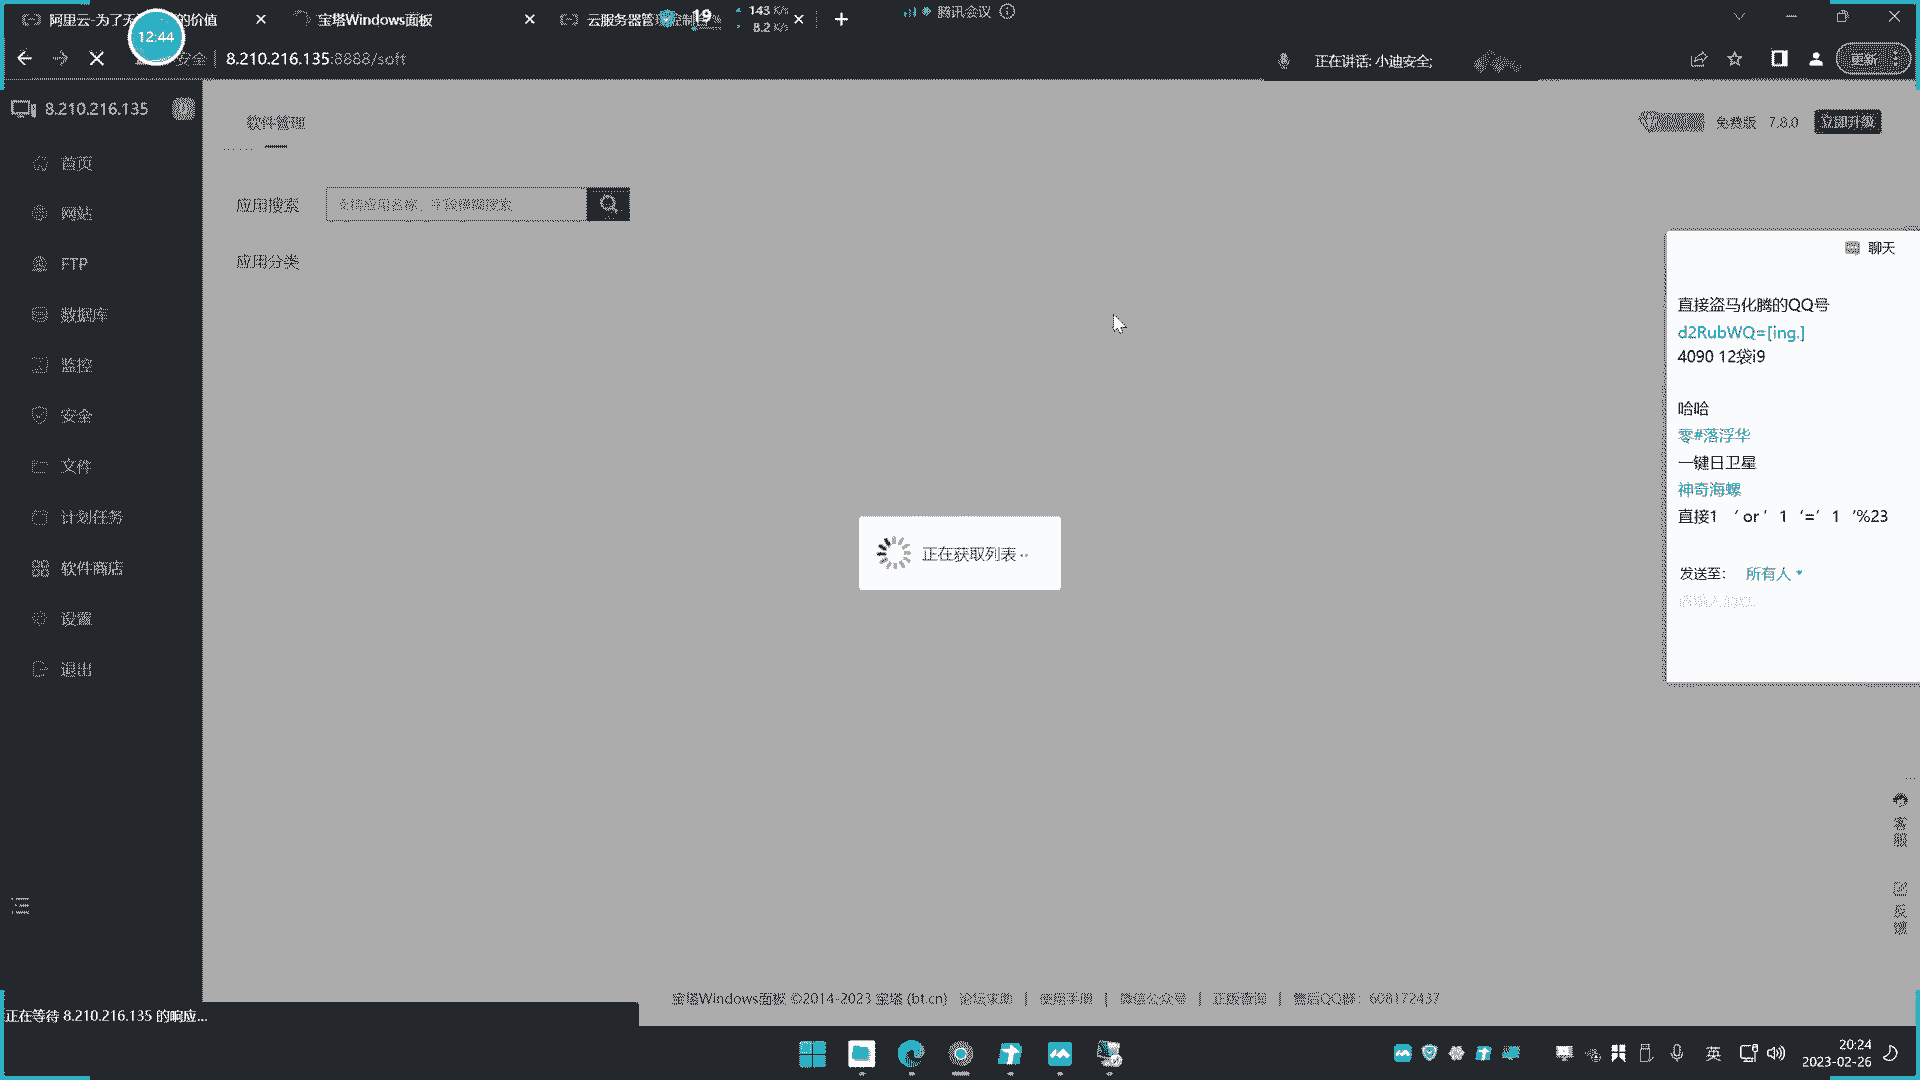 阿里云-为了无
的价值
宝塔Windows面板
云服务器管
19
143 K/s
8.2 K/s
腾讯会议
12:44
安全
8.210.216.135:8888/soft
正在讲话: 小迪安全;
更新
8.210.216.135
0
软件管理
免费版 7.8.0 立即升级
首页
网站
FTP
数据库
监控
安全
文件
计划任务
软件商店
设置
退出
应用搜索
支持应用名称、字段模糊搜索
应用分类
正在获取列表
聊天
直接盗马化腾的QQ号
d2RubWQ=[ing.]
4090 12袋i9
哈哈
零#落浮华
一键日卫星
神奇海螺
直接1 ‘ or ’ 1 ‘=’ 1 ‘%23
发送至: 所有人
客服
反馈
宝塔Windows面板 ©2014-2023 宝塔 (bt.cn) 论坛求助 | 使用手册 | 微信公众号 | 正版查询 | 售后QQ群: 608172437
正在等待 8.210.216.135 的响应...
英
20:24
2023-02-26